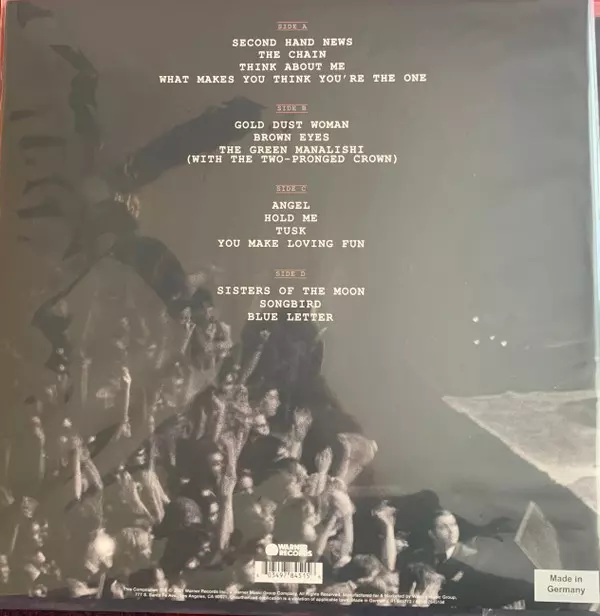 SIDE A
SECOND HAND NEWS
THE CHAIN
THINK ABOUT ME
WHAT MAKES YOU THINK YOU'RE THE ONE
SIDE B
GOLD DUST WOMAN
BROWN EYES
THE GREEN MANALISHI
(WITH THE TWO-PRONGED CROWN)
SIDE C
ANGEL
HOLD ME
TUSK
YOU MAKE LOVING FUN
SIDE D
SISTERS OF THE MOON
SONGBIRD
BLUE LETTER
WARNER
RECORDS
Made in
Germany